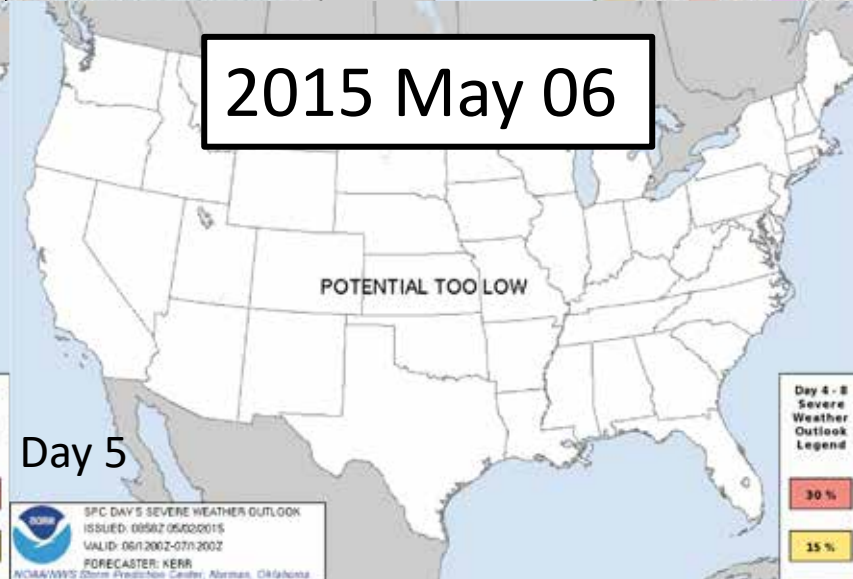 2015 May 06
POTENTIAL TOO LOW
Day 4 - 8
Severe
Weather
Outlook
Legend
Day 5
30 %
15 %
NOAA
SPC DAY 5 SEVERE WEATHER OUTLOOK
ISSUED: 0858Z 05/02/2015
VALID: 06/1200Z-07/1200Z
FORECASTER: KERR
NOAA/NWS Storm Prediction Center, Norman, Oklahoma